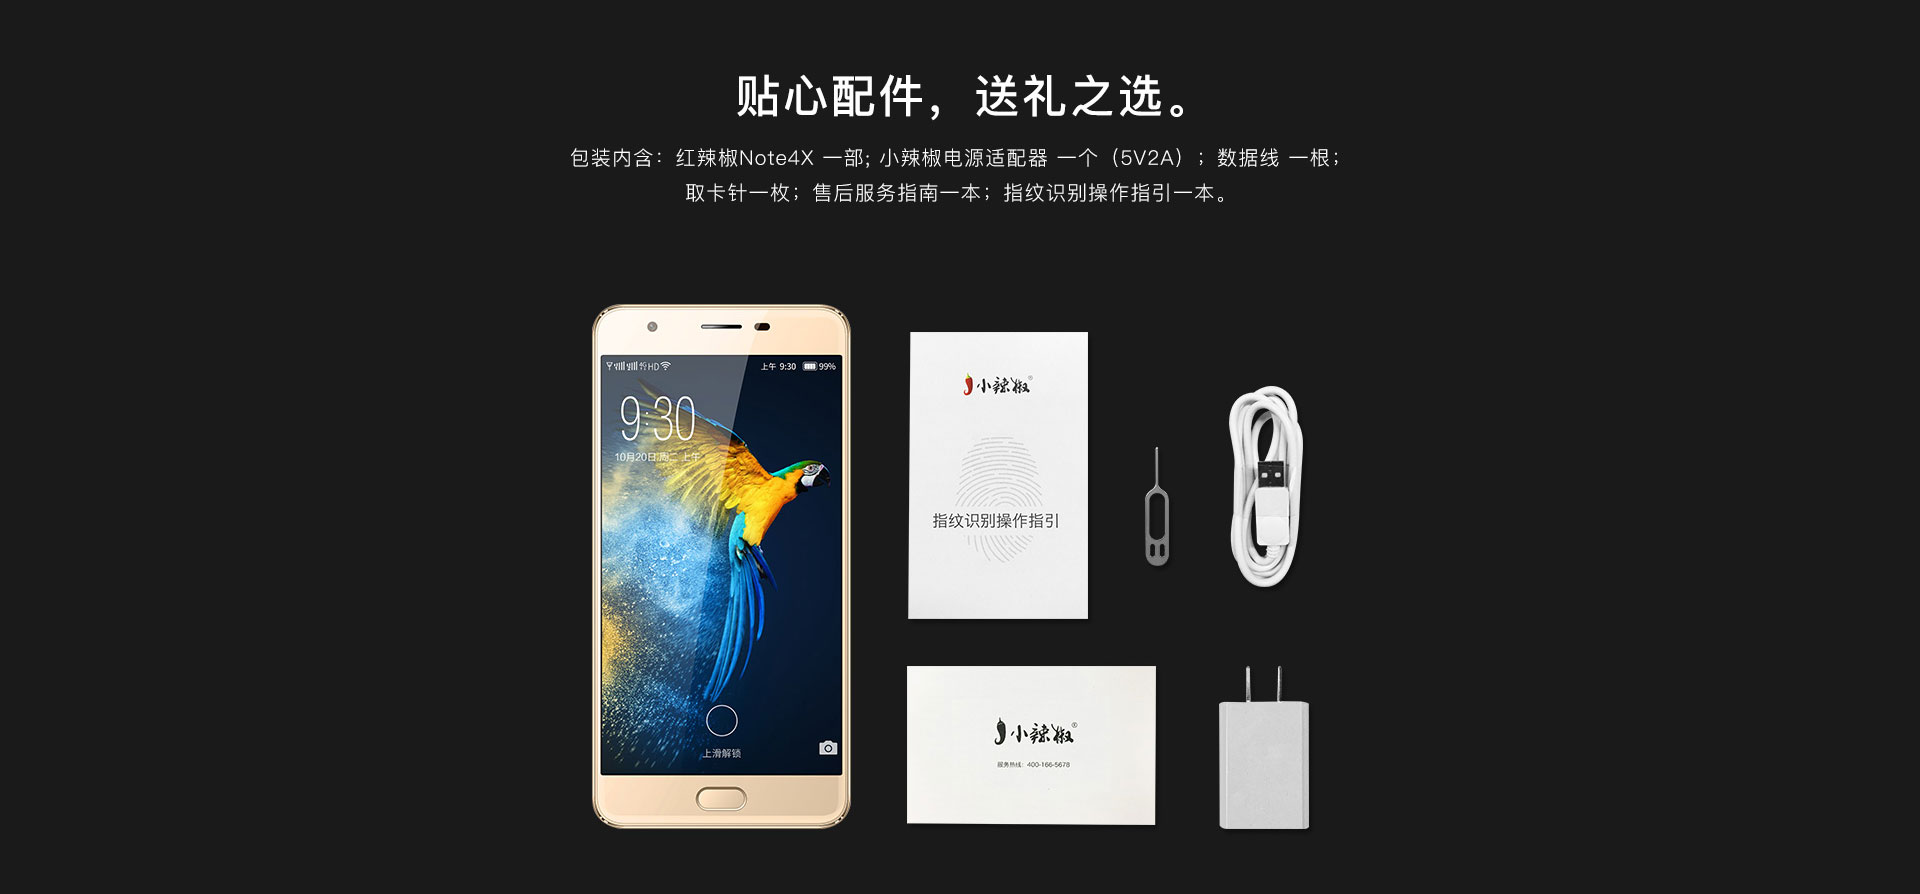 贴心配件，送礼之选。
包装内含：红辣椒Note4X 一部; 小辣椒电源适配器 一个（5V2A）；数据线 一根；
取卡针一枚；售后服务指南一本；指纹识别操作指引一本。
HD 上午 9:30 99%
9:30
10月20日 周二 上午
上滑解锁
小辣椒®
指纹识别操作指引
小辣椒®
服务热线：400-166-5678